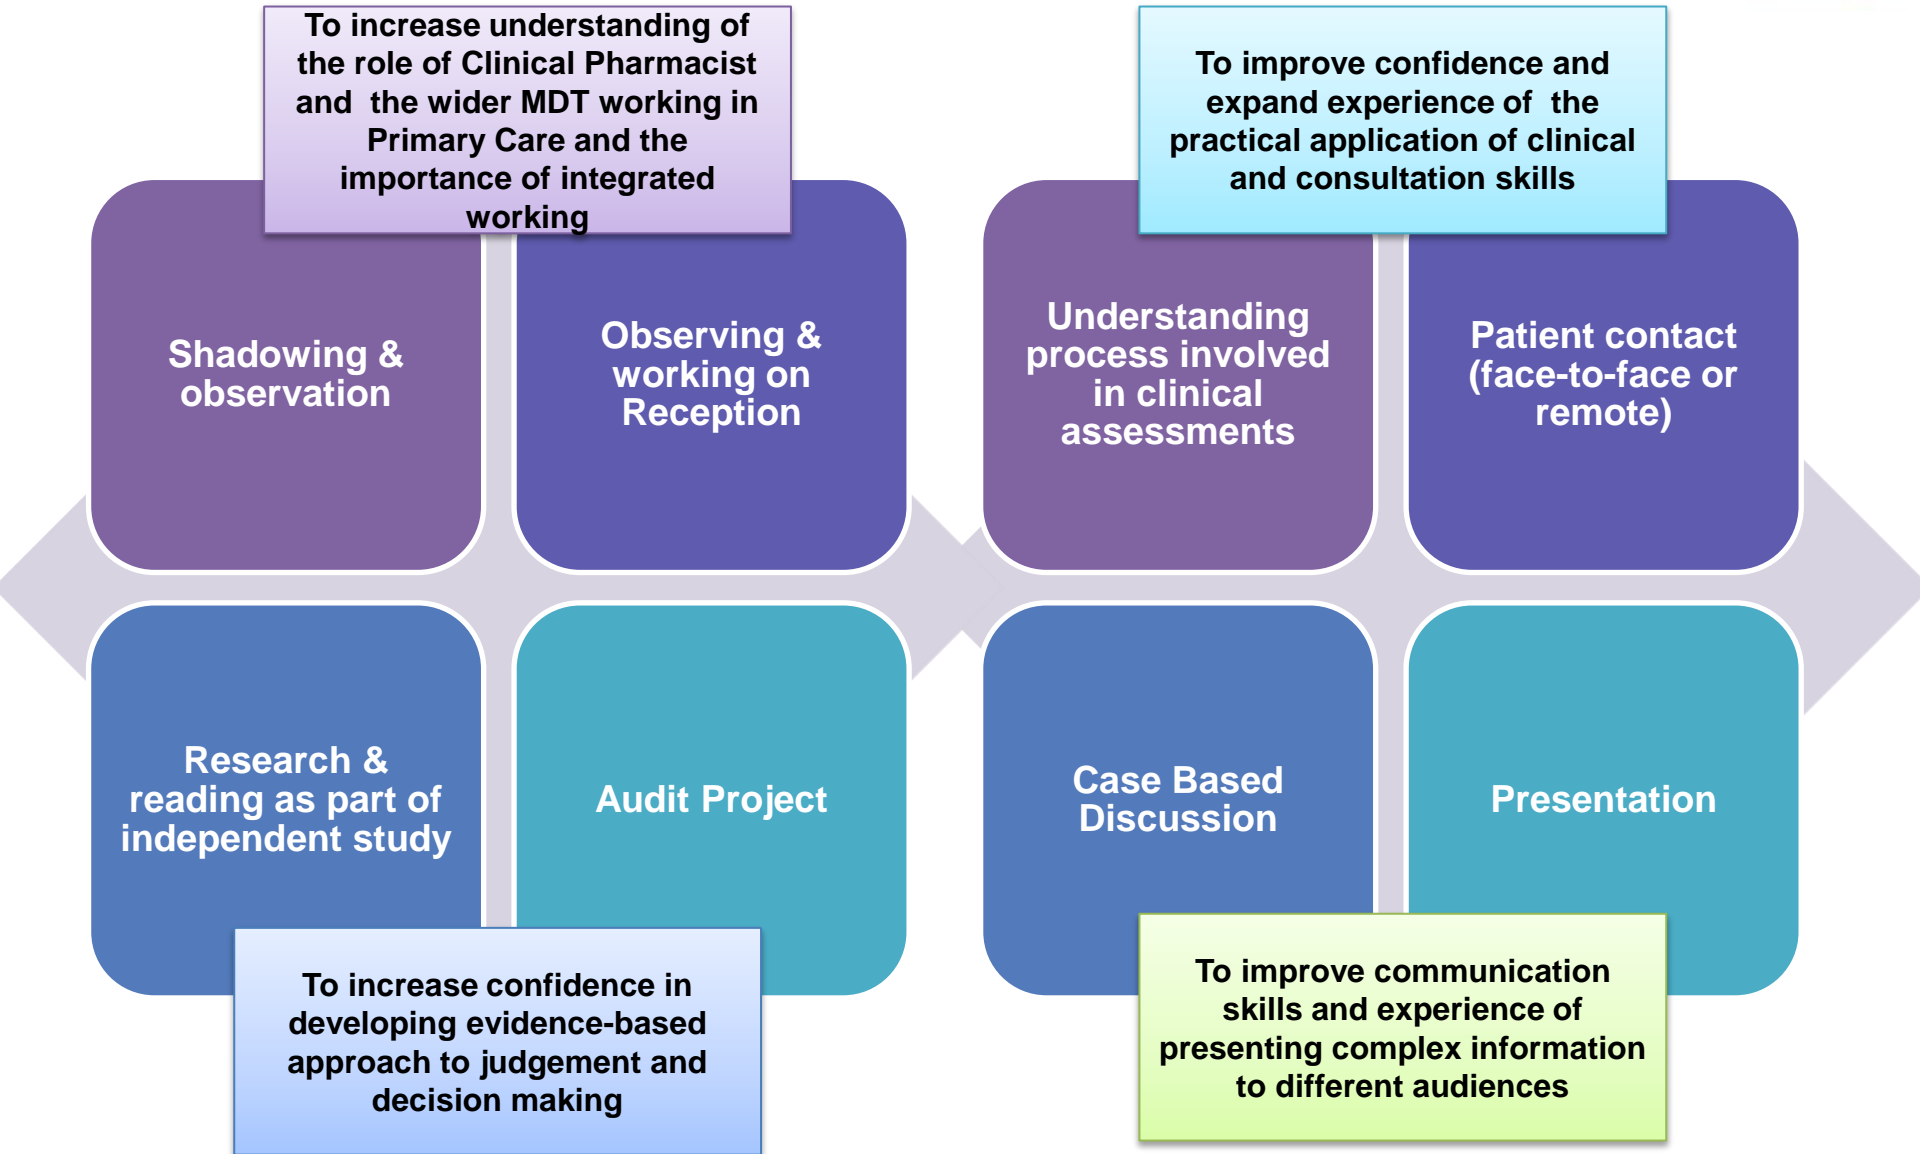 To increase understanding of
the role of Clinical Pharmacist
and  the wider MDT working in
Primary Care and the
importance of integrated
working
Shadowing &
observation
Observing &
working on
Reception
Research &
reading as part of
independent study
Audit Project
To increase confidence in
developing evidence-based
approach to judgement and
decision making
To improve confidence and
expand experience of  the
practical application of clinical
and consultation skills
Understanding
process involved
in clinical
assessments
Patient contact
(face-to-face or
remote)
Case Based
Discussion
Presentation
To improve communication
skills and experience of
presenting complex information
to different audiences